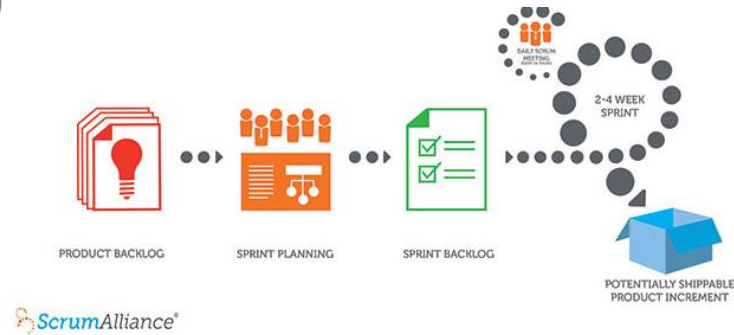 DAILY SCRUM
MEETING
2-4 WEEK
SPRINT
PRODUCT BACKLOG
SPRINT PLANNING
SPRINT BACKLOG
POTENTIALLY SHIPPABLE
PRODUCT INCREMENT
ScrumAlliance®